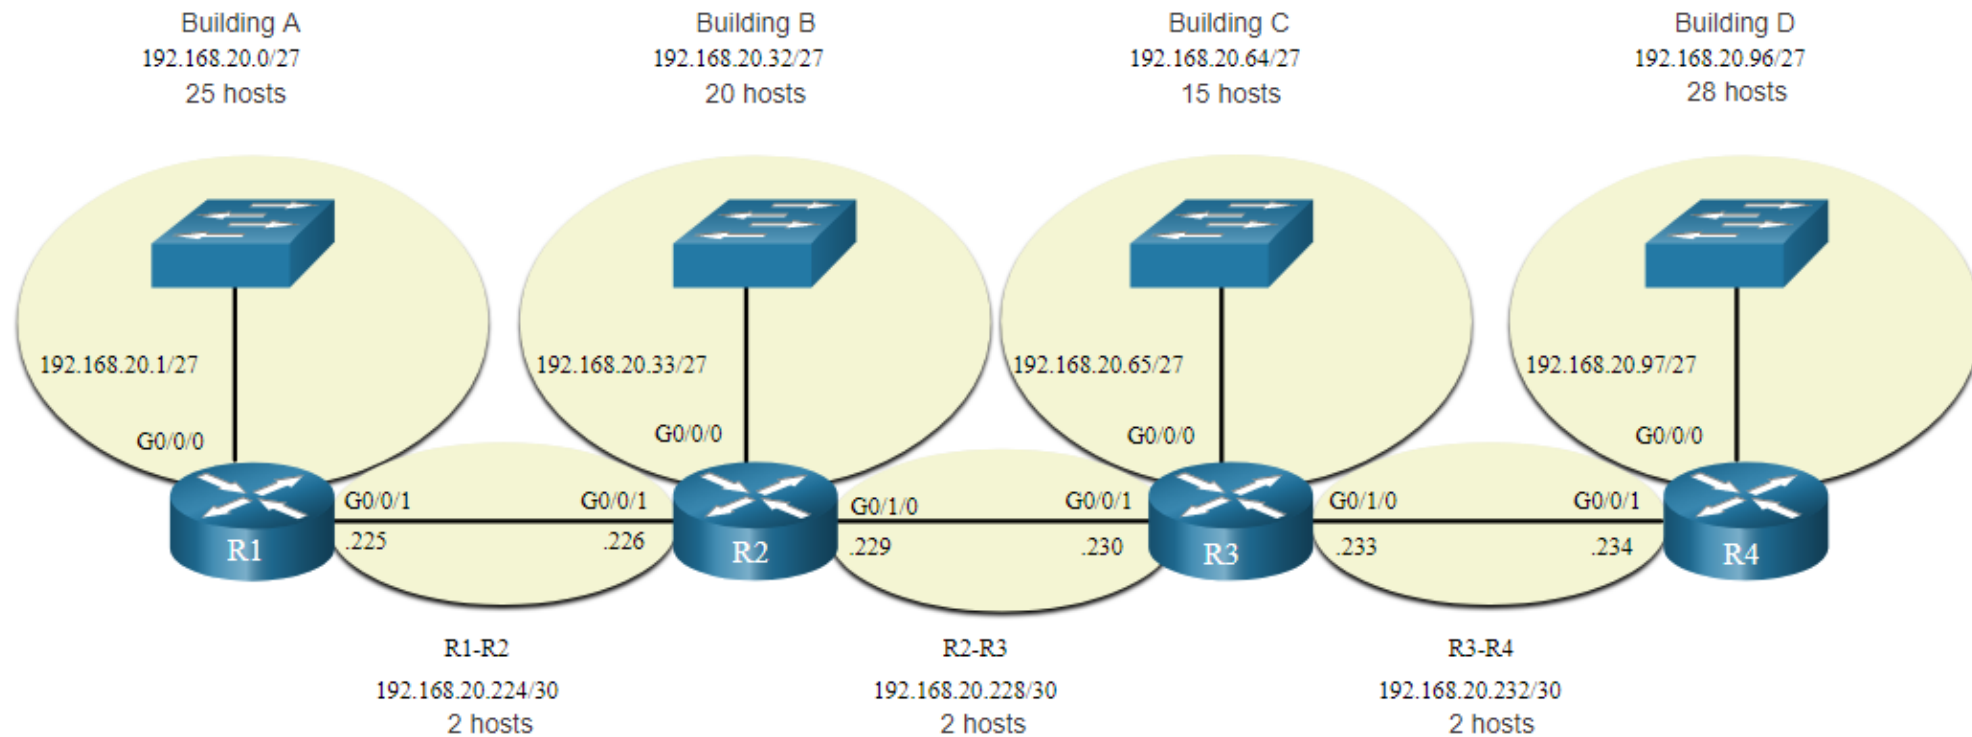 Building A
192.168.20.0/27
25 hosts
Building B
192.168.20.32/27
20 hosts
Building C
192.168.20.64/27
15 hosts
Building D
192.168.20.96/27
28 hosts
192.168.20.1/27
192.168.20.33/27
192.168.20.65/27
192.168.20.97/27
G0/0/0
G0/0/0
G0/0/0
G0/0/0
G0/0/1
G0/0/1
G0/1/0
G0/0/1
G0/1/0
G0/0/1
R1
.225
.226
R2
.229
.230
R3
.233
.234
R4
R1-R2
192.168.20.224/30
2 hosts
R2-R3
192.168.20.228/30
2 hosts
R3-R4
192.168.20.232/30
2 hosts